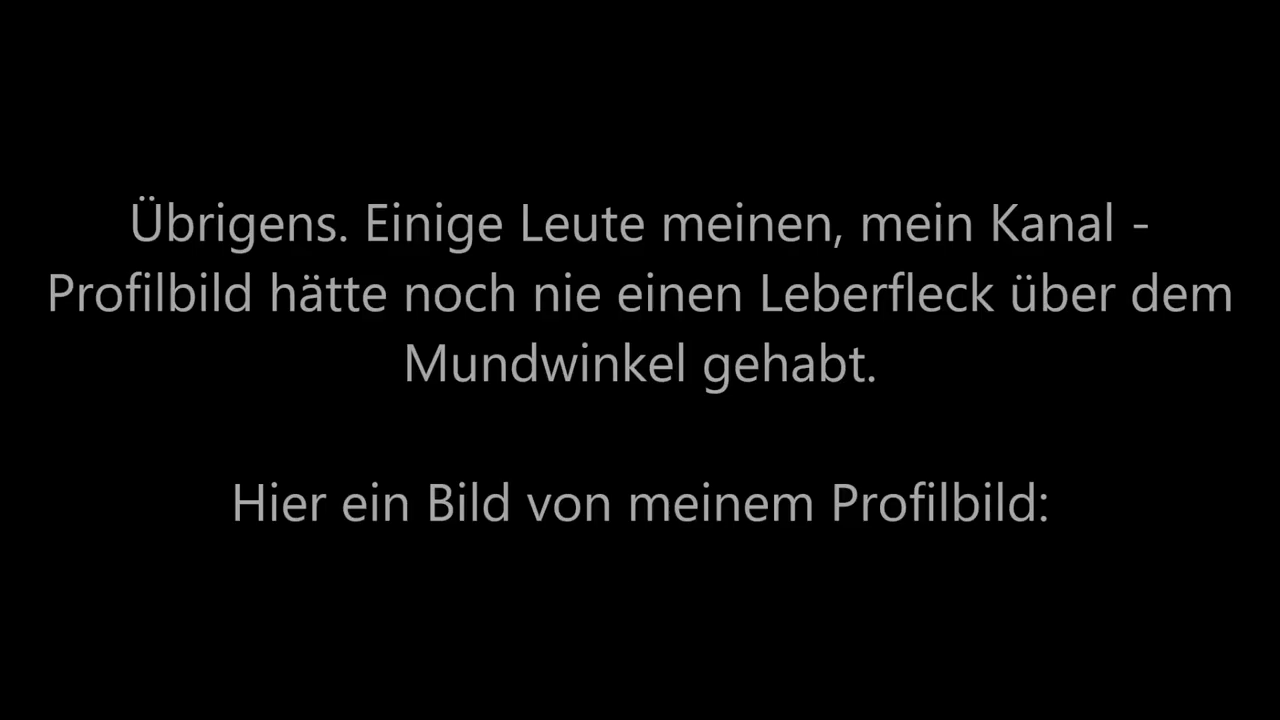 Übrigens. Einige Leute meinen, mein Kanal -
Profilbild hätte noch nie einen Leberfleck über dem
Mundwinkel gehabt.
Hier ein Bild von meinem Profilbild: